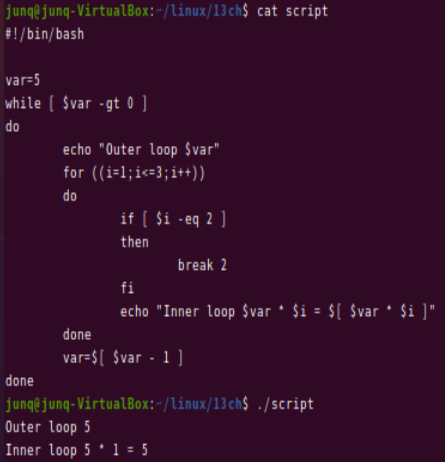 junq@junq-VirtualBox:~/linux/13ch$ cat script
#!/bin/bash
var=5
while [ $var -gt 0 ]
do
echo "Outer loop $var"
for ((i=1;i<=3;i++))
do
if [ $i -eq 2 ]
then
break 2
fi
echo "Inner loop $var * $i = $[ $var * $i ]"
done
var=$[ $var - 1 ]
done
junq@junq-VirtualBox:~/linux/13ch$ ./script
Outer loop 5
Inner loop 5 * 1 = 5